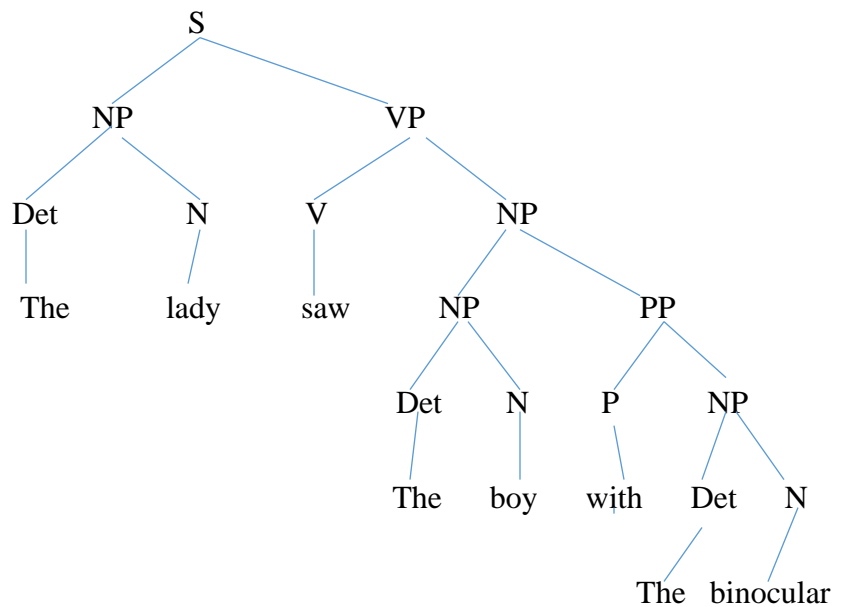 S
NP VP
Det N V NP
The lady saw NP PP
Det N P NP
The boy with Det N
The binocular